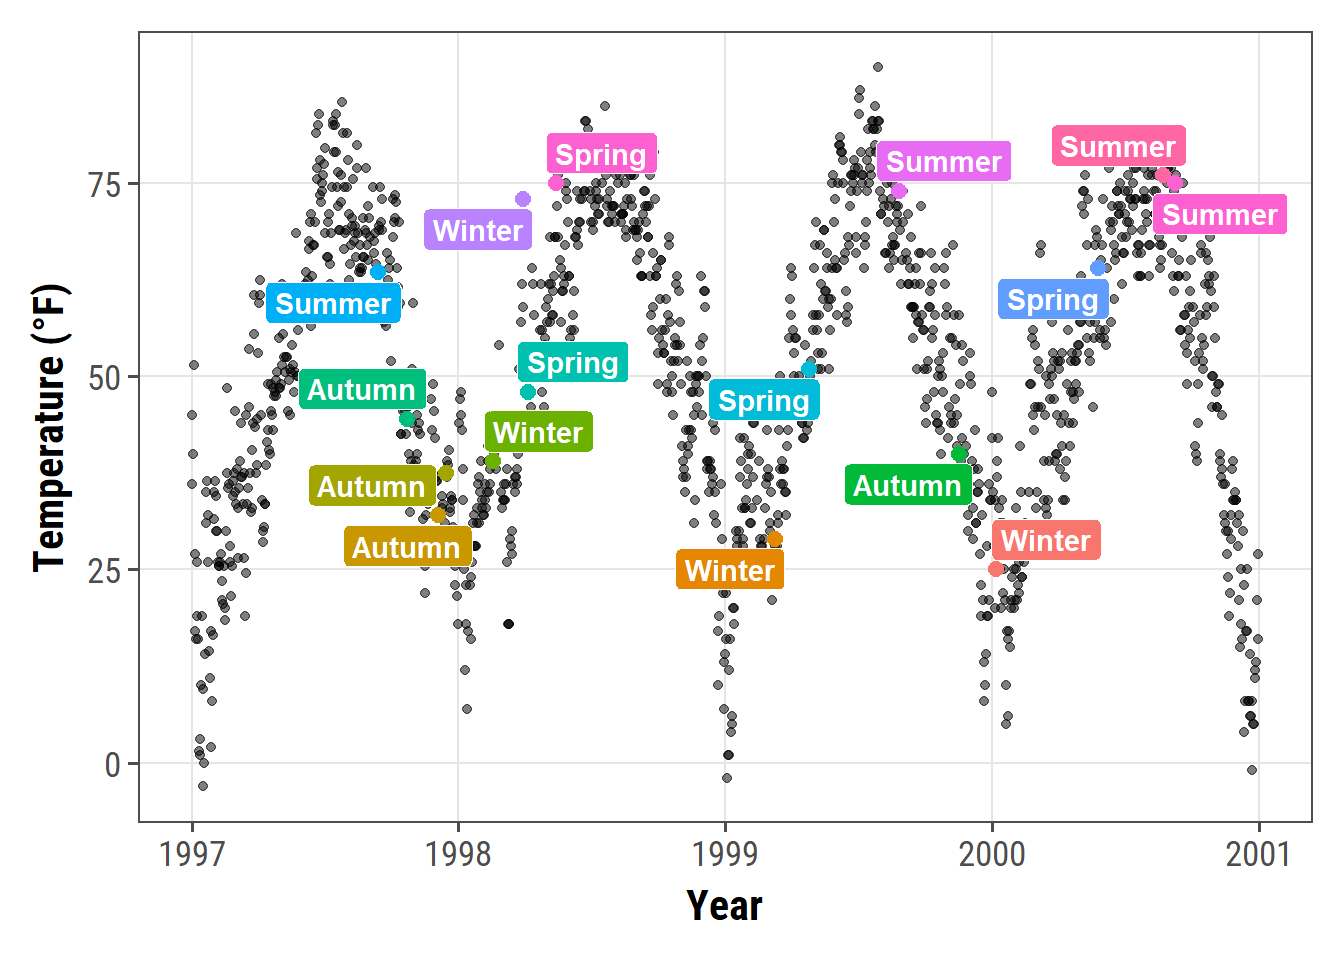 Temperature (°F)
75
50
25
0
Spring
Summer
Summer
Winter
Summer
Summer
Spring
Spring
Autumn
Spring
Winter
Autumn
Autumn
Autumn
Winter
Winter
1997
1998
1999
2000
2001
Year